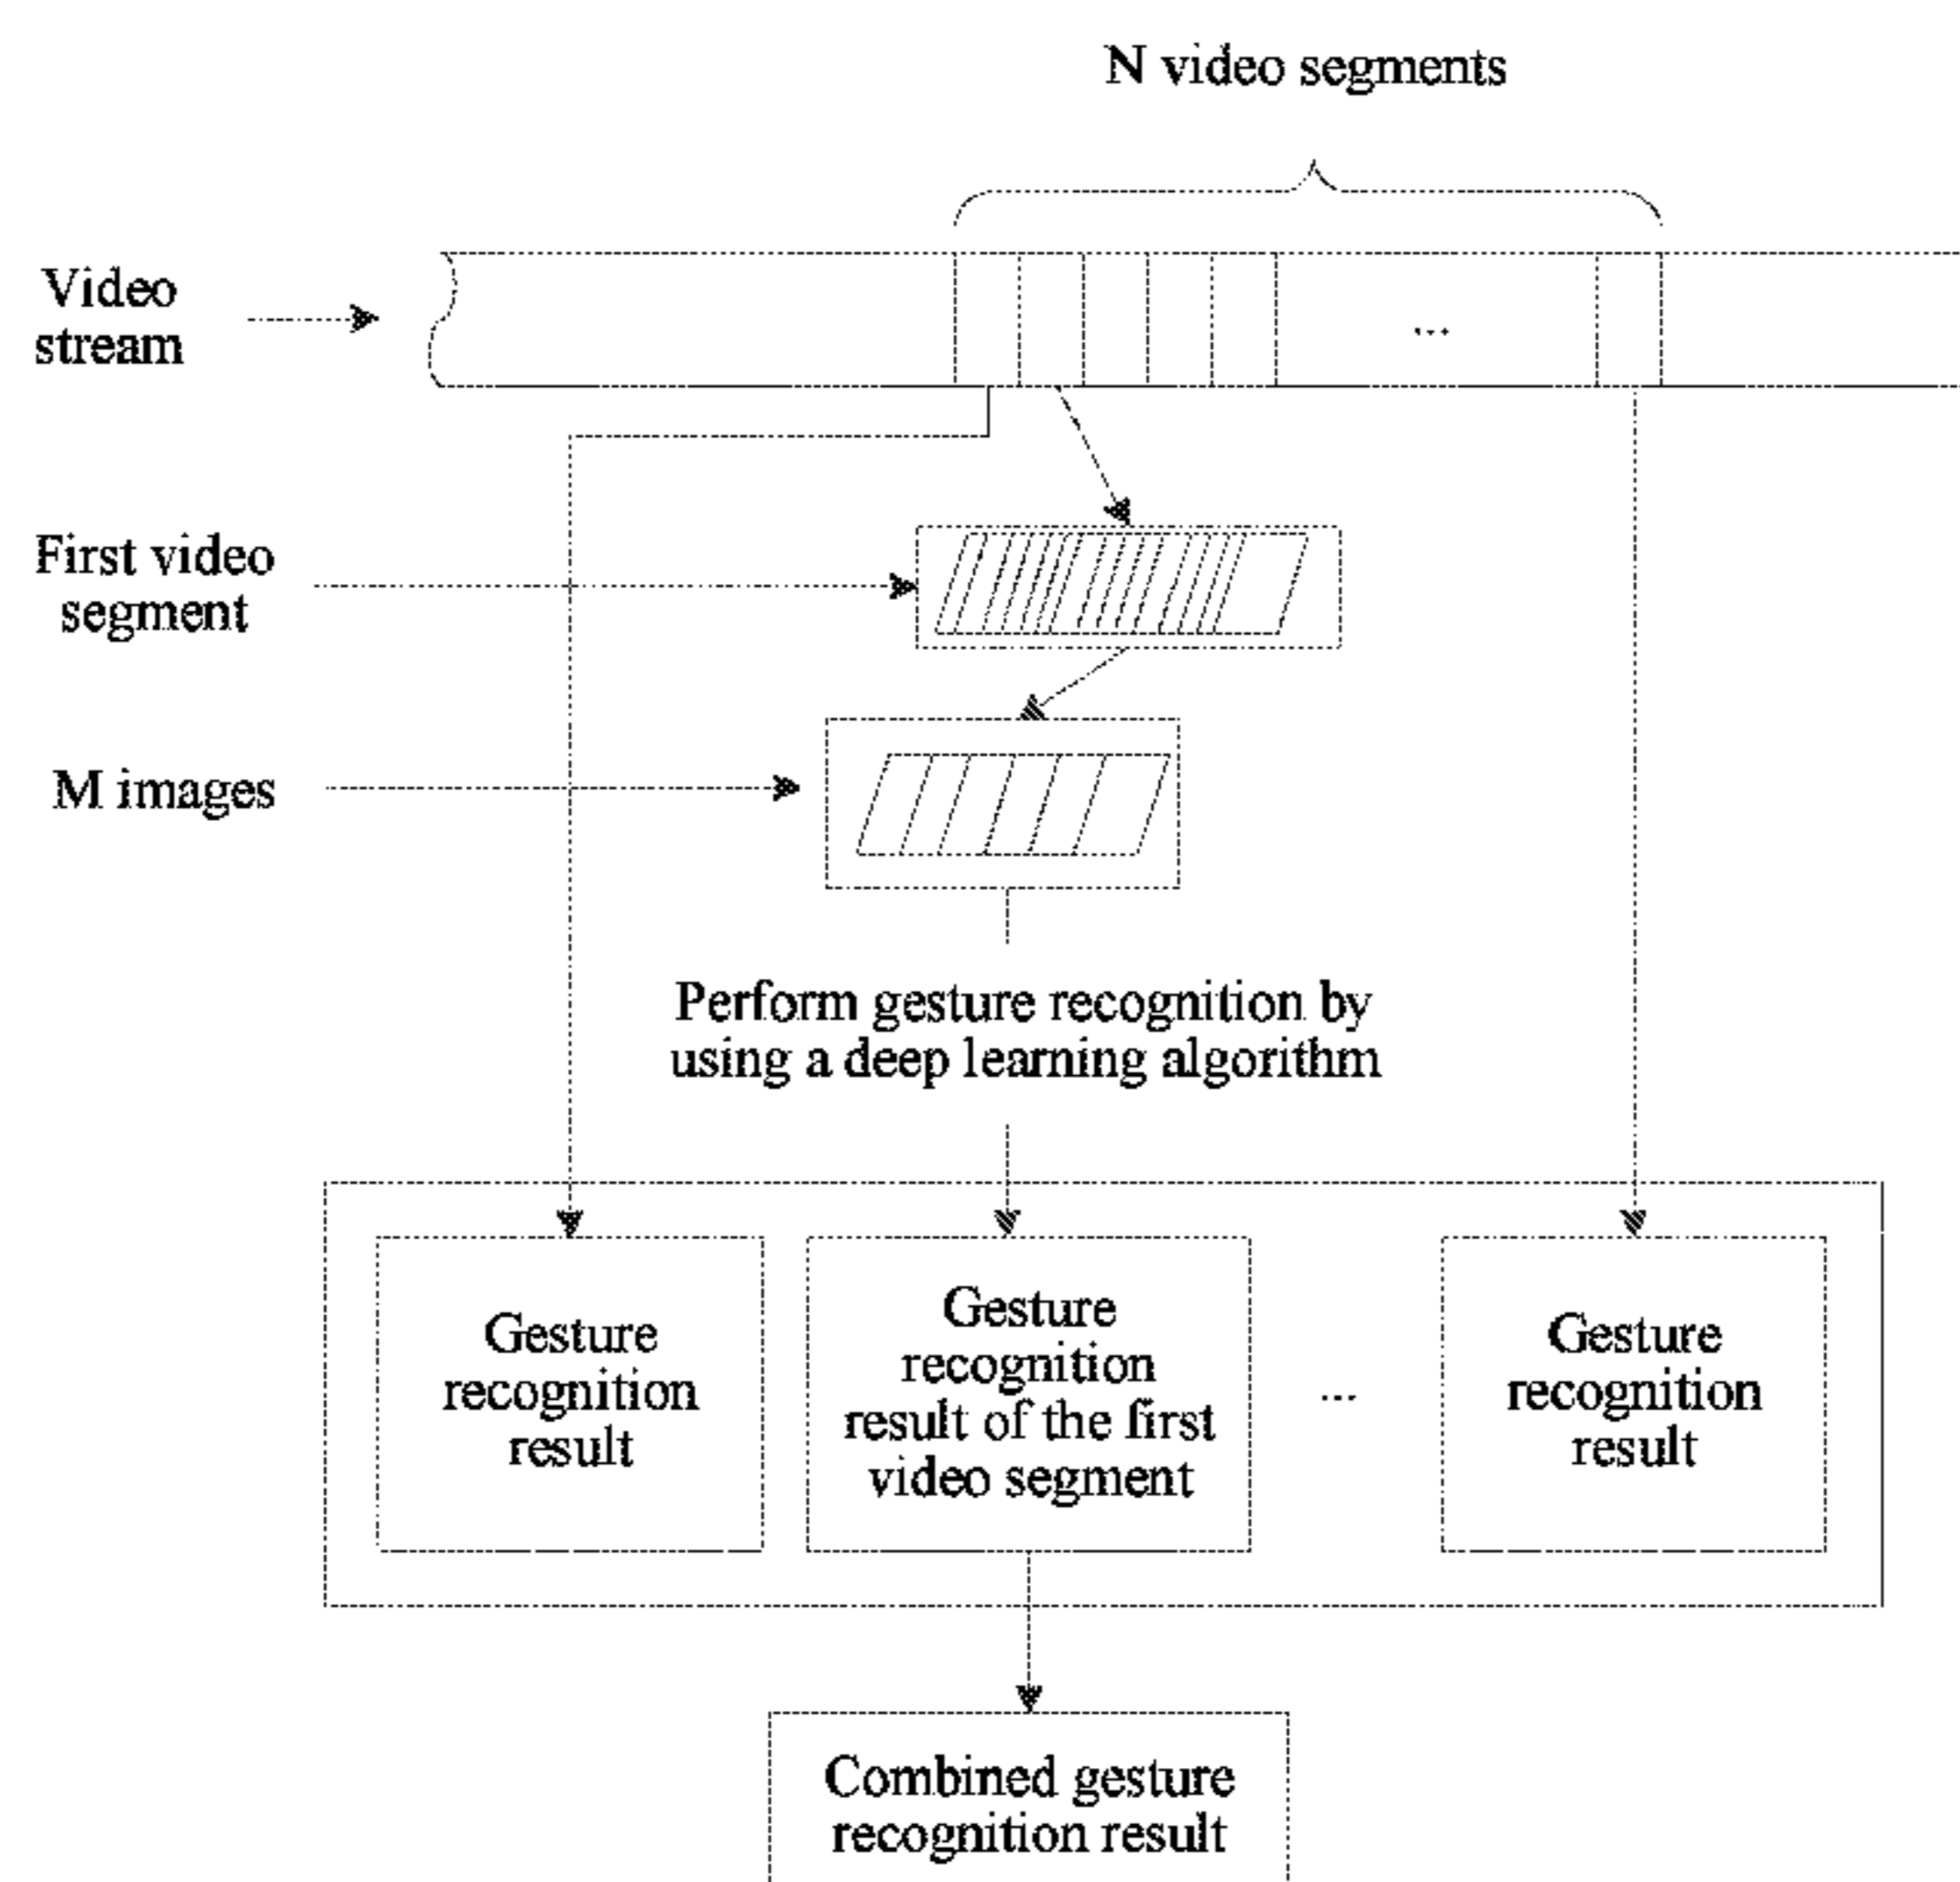 N video segments
Video
stream
...
First video
segment
M images
Perform gesture recognition by
using a deep learning algorithm
Gesture
recognition
result
Gesture
recognition
result of the first
video segment
...
Gesture
recognition
result
Combined gesture
recognition result